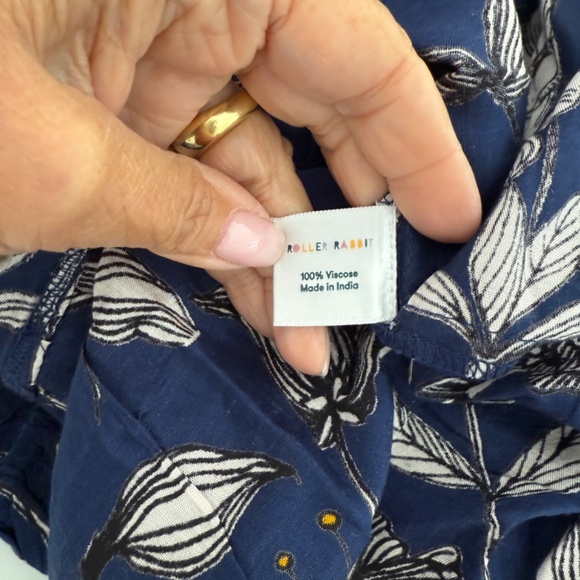 ROLLER RABBIT
100% Viscose
Made in India